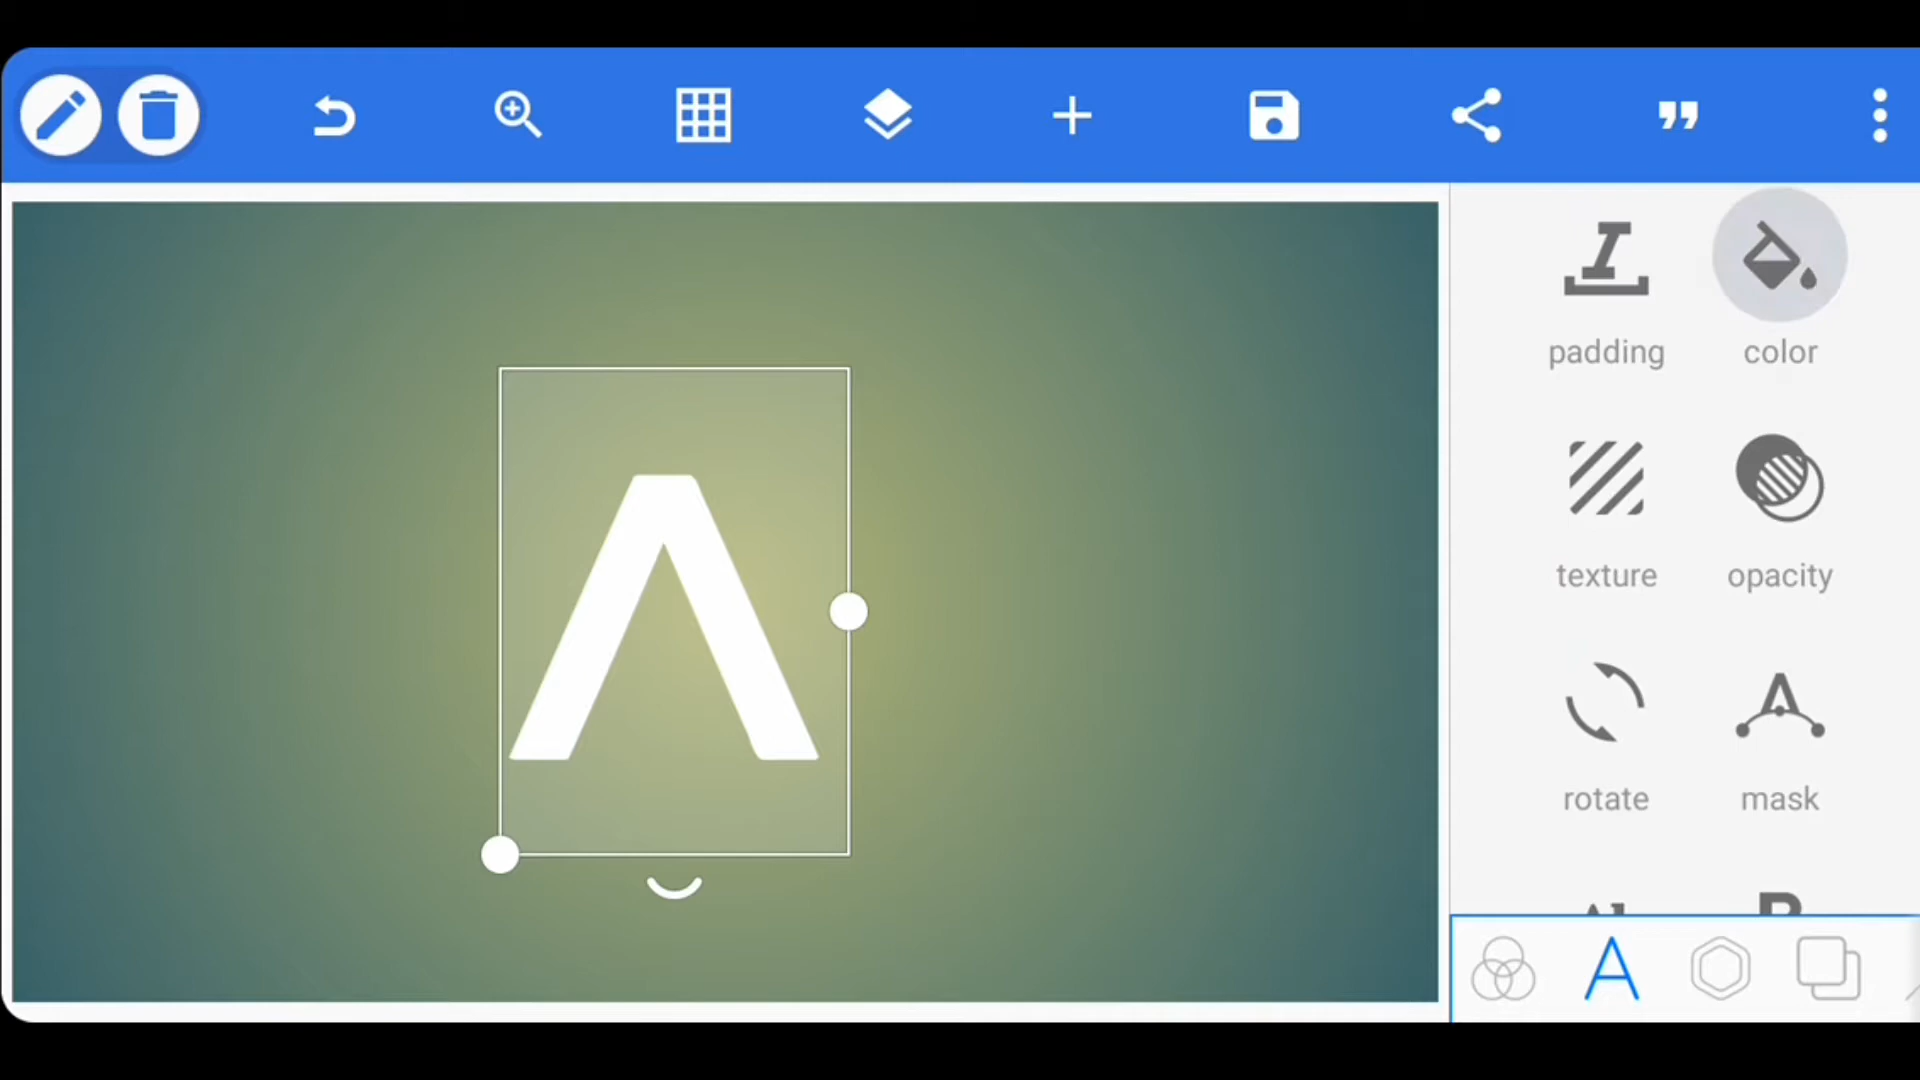 Λ
padding
color
texture
opacity
rotate
mask